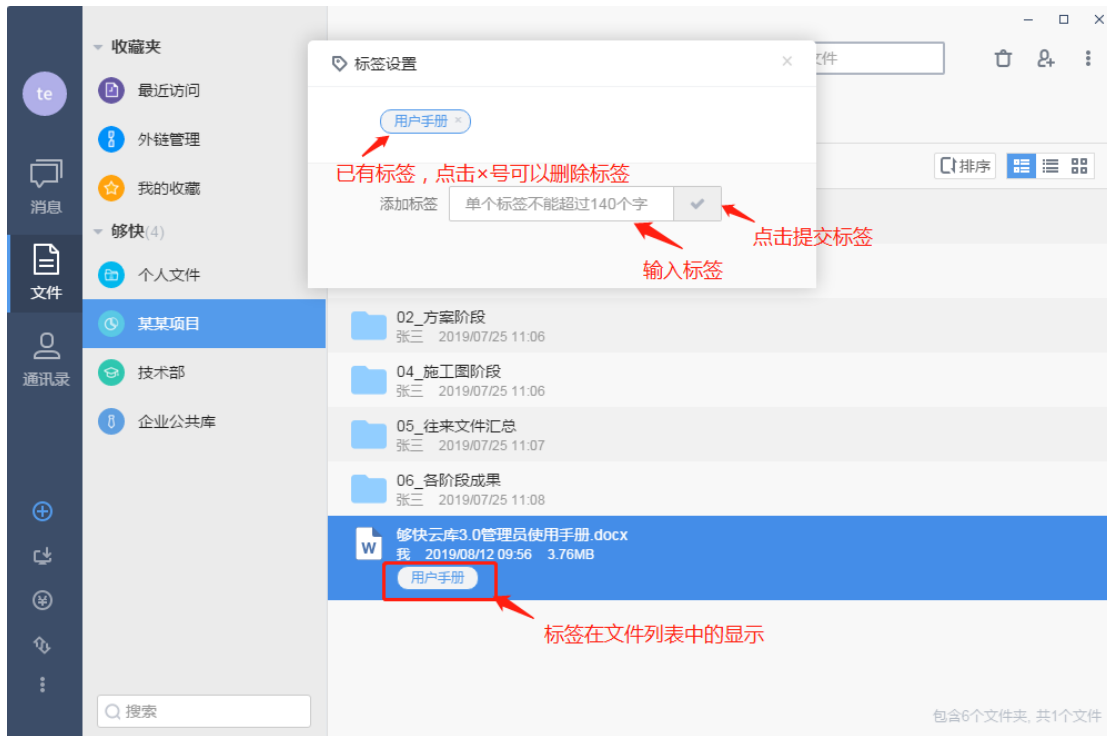 te
消息
文件
通讯录
收藏夹
最近访问
外链管理
我的收藏
够快(4)
个人文件
某某项目
技术部
企业公共库
搜索
标签设置
×
文件
用户手册 ×
已有标签，点击×号可以删除标签
添加标签 单个标签不能超过140个字
点击提交标签
输入标签
排序
02_方案阶段
张三 2019/07/25 11:06
04_施工图阶段
张三 2019/07/25 11:06
05_往来文件汇总
张三 2019/07/25 11:07
06_各阶段成果
张三 2019/07/25 11:08
W
够快云库3.0管理员使用手册.docx
我 2019/08/12 09:56 3.76MB
用户手册
标签在文件列表中的显示
包含6个文件夹, 共1个文件